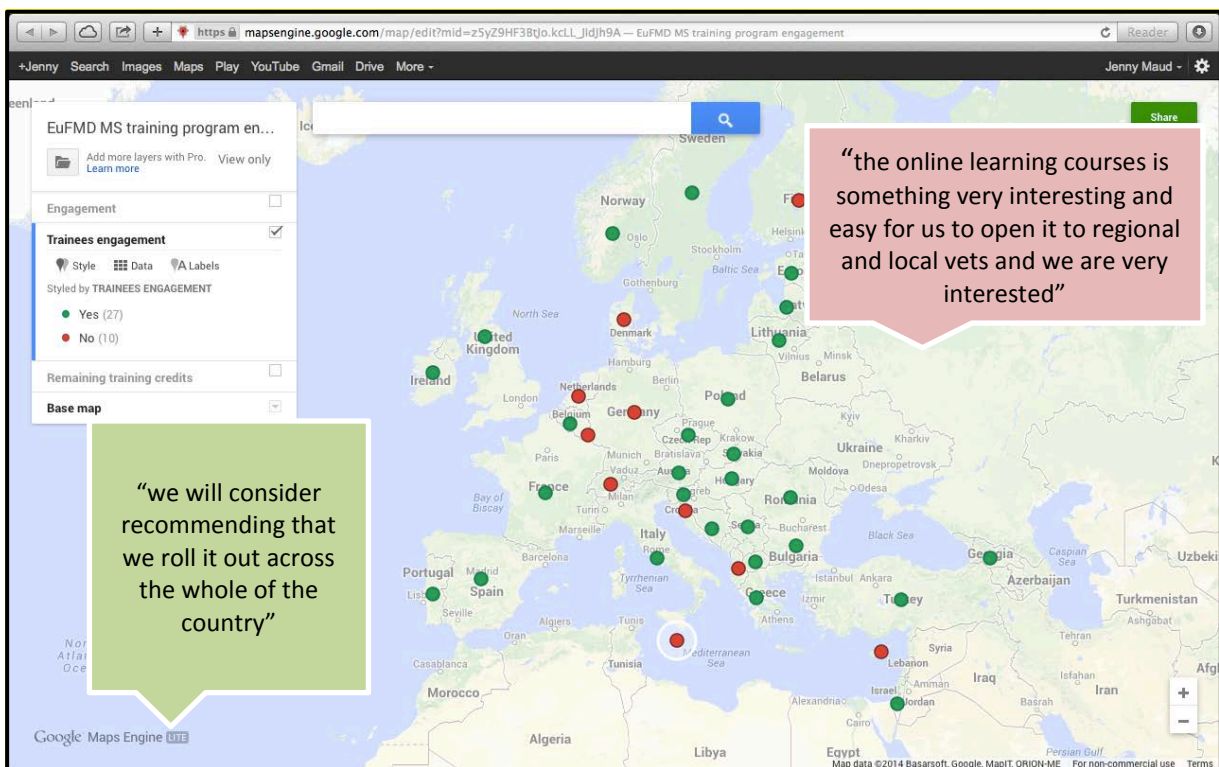 https mapsengine.google.com/map/edit?mid=zSyZ9HF3BtJo.kcLL_JIdJh9A — EuFMD MS training program engagement
Reader
+Jenny Search Images Maps Play YouTube Gmail Drive More
Jenny Maud
EuFMD MS training program en...
Add more layers with Pro. View only
Learn more
Engagement
Trainees engagement
Style Data Labels
Styled by TRAINEES ENGAGEMENT
Yes (27)
No (10)
Remaining training credits
Base map
Share
“the online learning courses is
something very interesting and
easy for us to open it to regional
and local vets and we are very
interested”
“we will consider
recommending that
we roll it out across
the whole of the
country”
Sweden
Norway
Oslo
Helsin
Stockholm
Baltic Sea
Gothenburg
North Sea
Denmark
Lithuania
United
Kingdom
Vilnius Minsk
Hamburg
Ireland
Netherlands
Berlin
Belarus
London
Poland
Belgium Germany
Prague
Kyiv
Czech Rep Krakow
Kharkiv
Ukraine
Paris
Munich Bratislava Slovakia
Dnepropetrovsk
Vaduz Austria
Moldova
Hungary
Odesa
France
Zagreb
Bay of
Biscay
Milan
Romania
Turin
Croatia
Serbia
Bucharest
Marseille
Italy
Black Sea
Rome
Bulgaria
Georgia
Caspian
Sea
Uzbeki
Barcelona
Portugal Madrid
Tyrrhenian
Sea
Istanbul Ankara
Azerbaijan
Spain
Greece
Izmir
Turkey
Turkmenistan
Seville
Athens
Ashgabat
Algiers
Tunis
Oran
Tehran
Mediterranean
Sea
Syria
Casablanca
Tunisia
Lebanon
Afg
Iraq
Isfahan
Morocco
Israel
Amman
Iran
Alexandria
Jordan
Basrah
Cairo
Google Maps Engine LITE
Algeria
Libya
Egypt
Persian Gulf
Map data ©2014 Basarsoft, Google, MapIT, ORION-ME For non-commercial use Terms